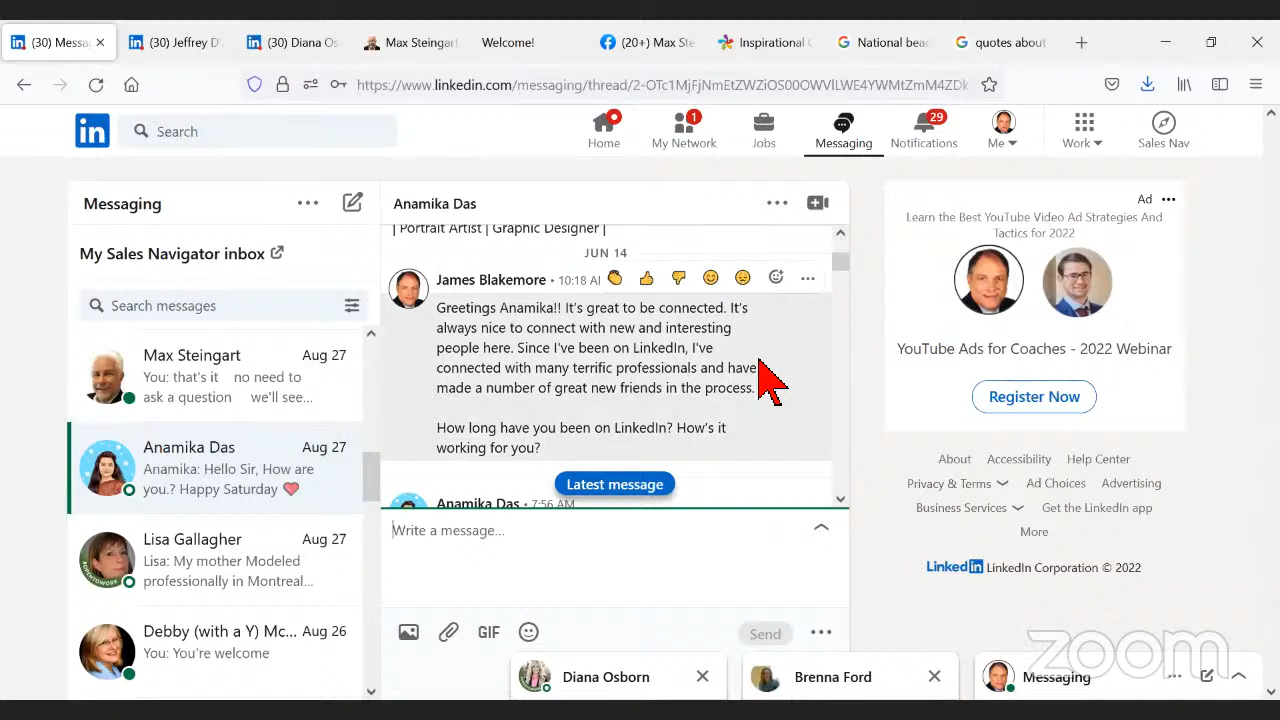 (30) Messa
(30) Jeffrey D'
(30) Diana Os
Max Steingart
Welcome!
(20+) Max Ste
Inspirational
National bea
quotes about
https://www.linkedin.com/messaging/thread/2-OTc1MjFjNmEtZWZiOS00OWVlLWE4YWMtZmM4ZDk
in
Search
Home
1
My Network
Jobs
Messaging
29
Notifications
Me
Work
Sales Nav
Messaging
My Sales Navigator inbox
Search messages
Max Steingart Aug 27
You: that's it no need to
ask a question we'll see...
Anamika Das Aug 27
Anamika: Hello Sir, How are
you.? Happy Saturday
Lisa Gallagher Aug 27
Lisa: My mother Modeled
professionally in Montreal...
#OPENTOWORK
Debby (with a Y) Mc... Aug 26
You: You're welcome
Anamika Das
| Portrait Artist | Graphic Designer |
JUN 14
James Blakemore • 10:18 AM
Greetings Anamika!! It's great to be connected. It's
always nice to connect with new and interesting
people here. Since I've been on LinkedIn, I've
connected with many terrific professionals and have
made a number of great new friends in the process.
How long have you been on LinkedIn? How's it
working for you?
Latest message
Anamika Das • 7:56 AM
Write a message...
GIF
Send
Ad
Learn the Best YouTube Video Ad Strategies And
Tactics for 2022
YouTube Ads for Coaches - 2022 Webinar
Register Now
About Accessibility Help Center
Privacy & Terms Ad Choices Advertising
Business Services Get the LinkedIn app
More
LinkedIn LinkedIn Corporation © 2022
Diana Osborn
Brenna Ford
Messaging
zoom